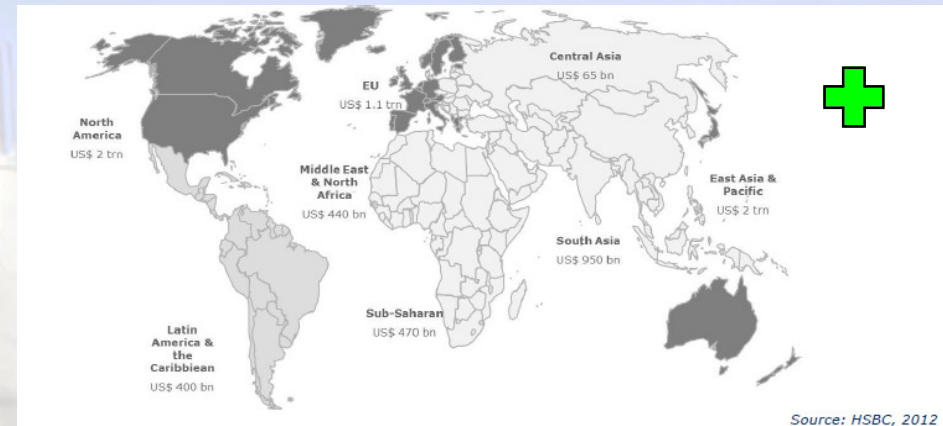 Central Asia
US$ 65 bn
EU
US$ 1.1 trn
North
America
US$ 2 trn
Middle East
& North
Africa
US$ 440 bn
East Asia &
Pacific
US$ 2 trn
South Asia
US$ 950 bn
Sub-Saharan
US$ 470 bn
Latin
America &
the
Caribbiean
US$ 400 bn
Source: HSBC, 2012